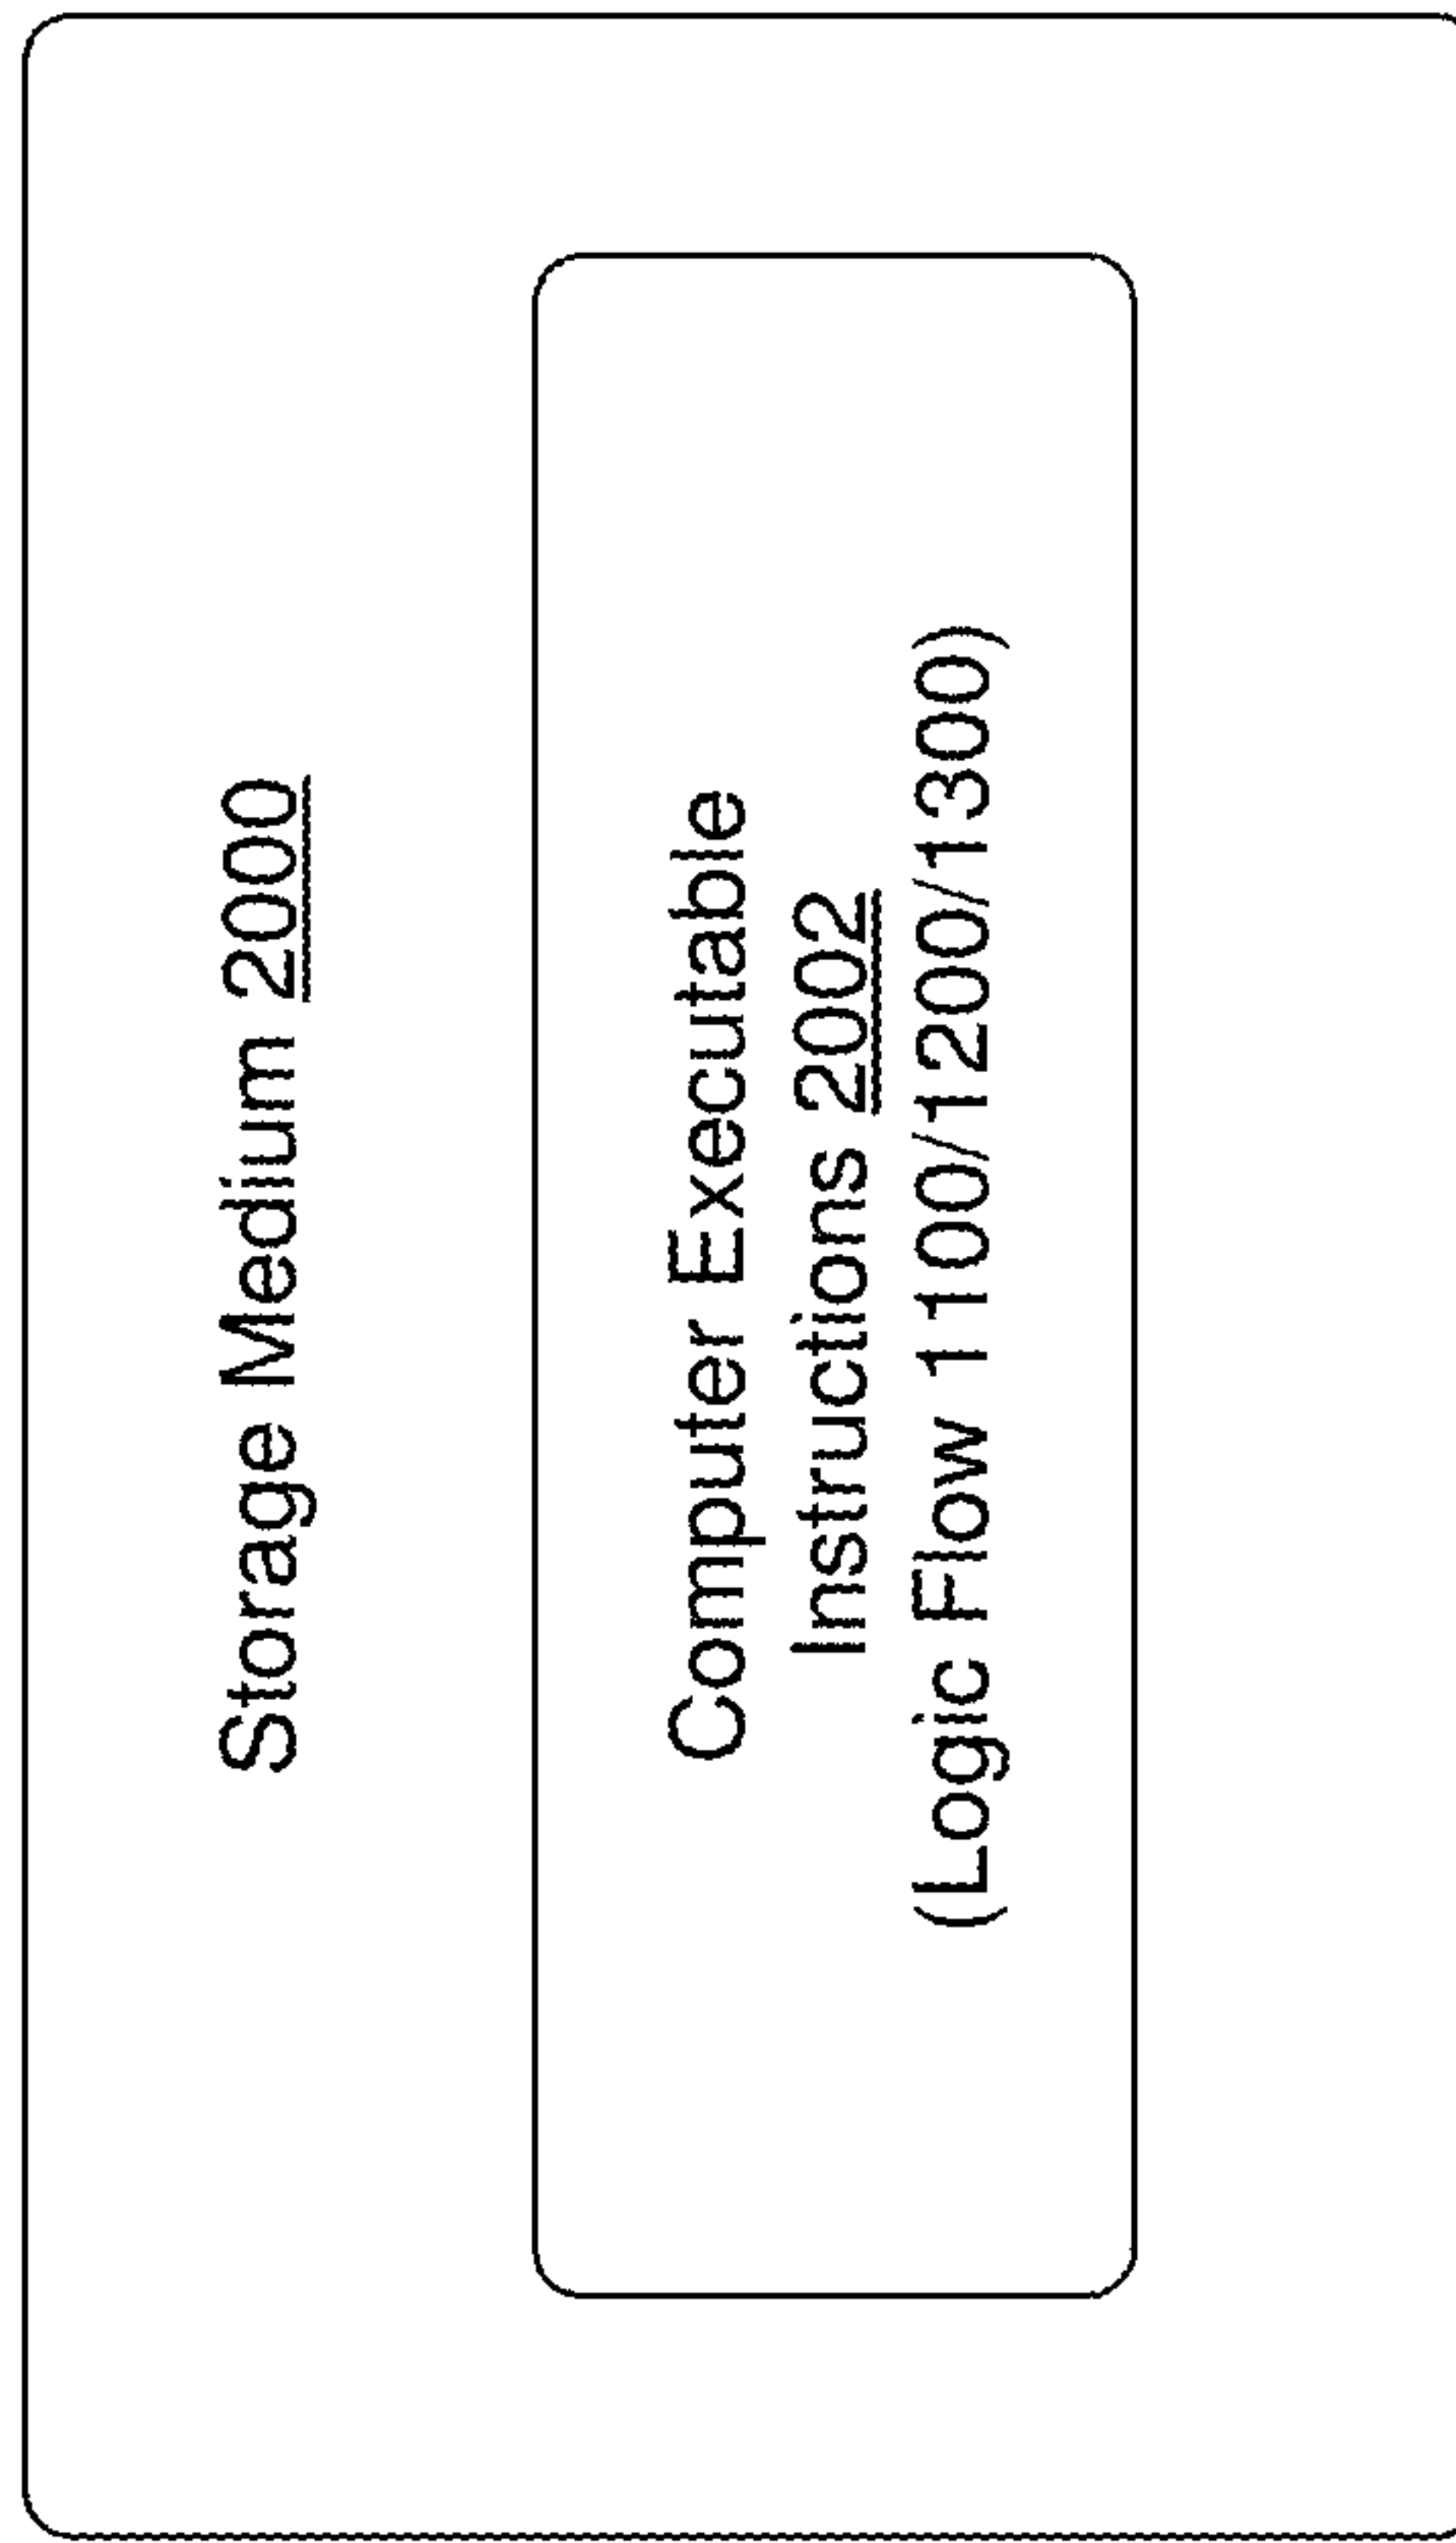 Storage Medium 2000
Computer Executable
Instructions 2002
(Logic Flow 1100/1200/1300)